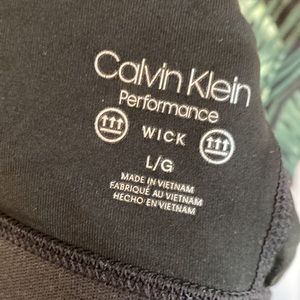 Calvin Klein
Performance
WICK
L/G
MADE IN VIETNAM
FABRIQUÉ AU VIETNAM
HECHO EN VIETNAM